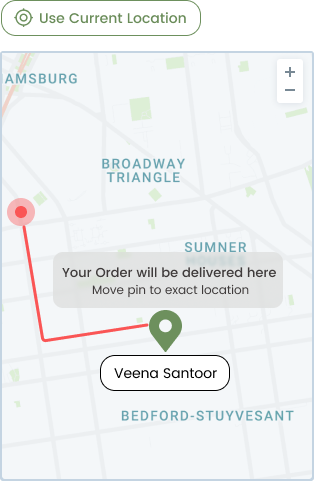 Use Current Location
AMSBURG
+
−
BROADWAY
TRIANGLE
SUMNER
HOUSES
Your Order will be delivered here
Move pin to exact location
Veena Santoor
BEDFORD-STUYVESANT